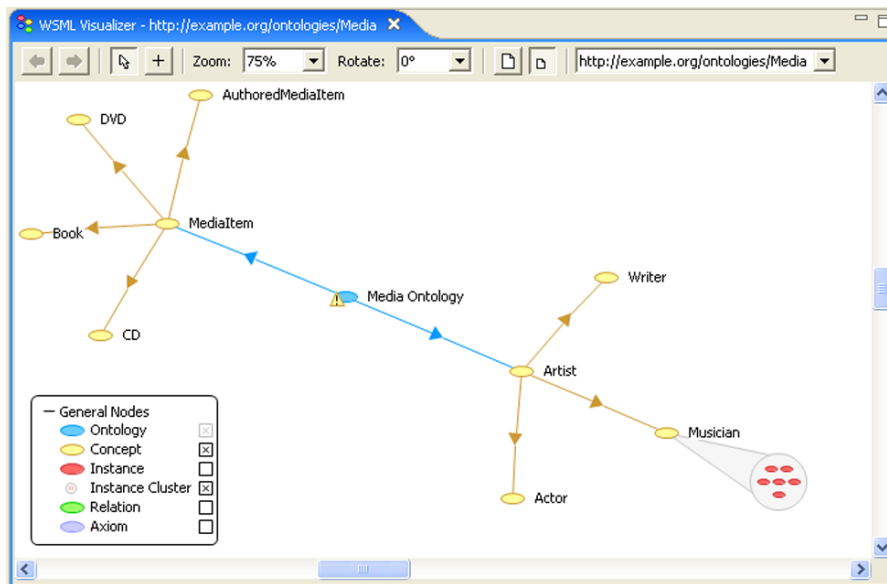 WSML Visualizer - http://example.org/ontologies/Media
Zoom: 75% Rotate: 0° http://example.org/ontologies/Media
AuthoredMediaItem
DVD
MediaItem
Book
Writer
Media Ontology
CD
Artist
Musician
Actor
General Nodes
Ontology
Concept
Instance
Instance Cluster
Relation
Axiom